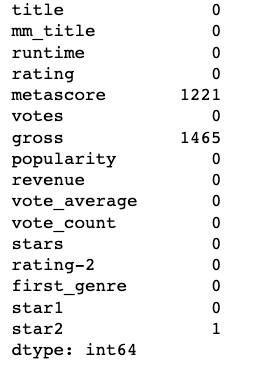 title 0
mm_title 0
runtime 0
rating 0
metascore 1221
votes 0
gross 1465
popularity 0
revenue 0
vote_average 0
vote_count 0
stars 0
rating-2 0
first_genre 0
star1 0
star2 1
dtype: int64